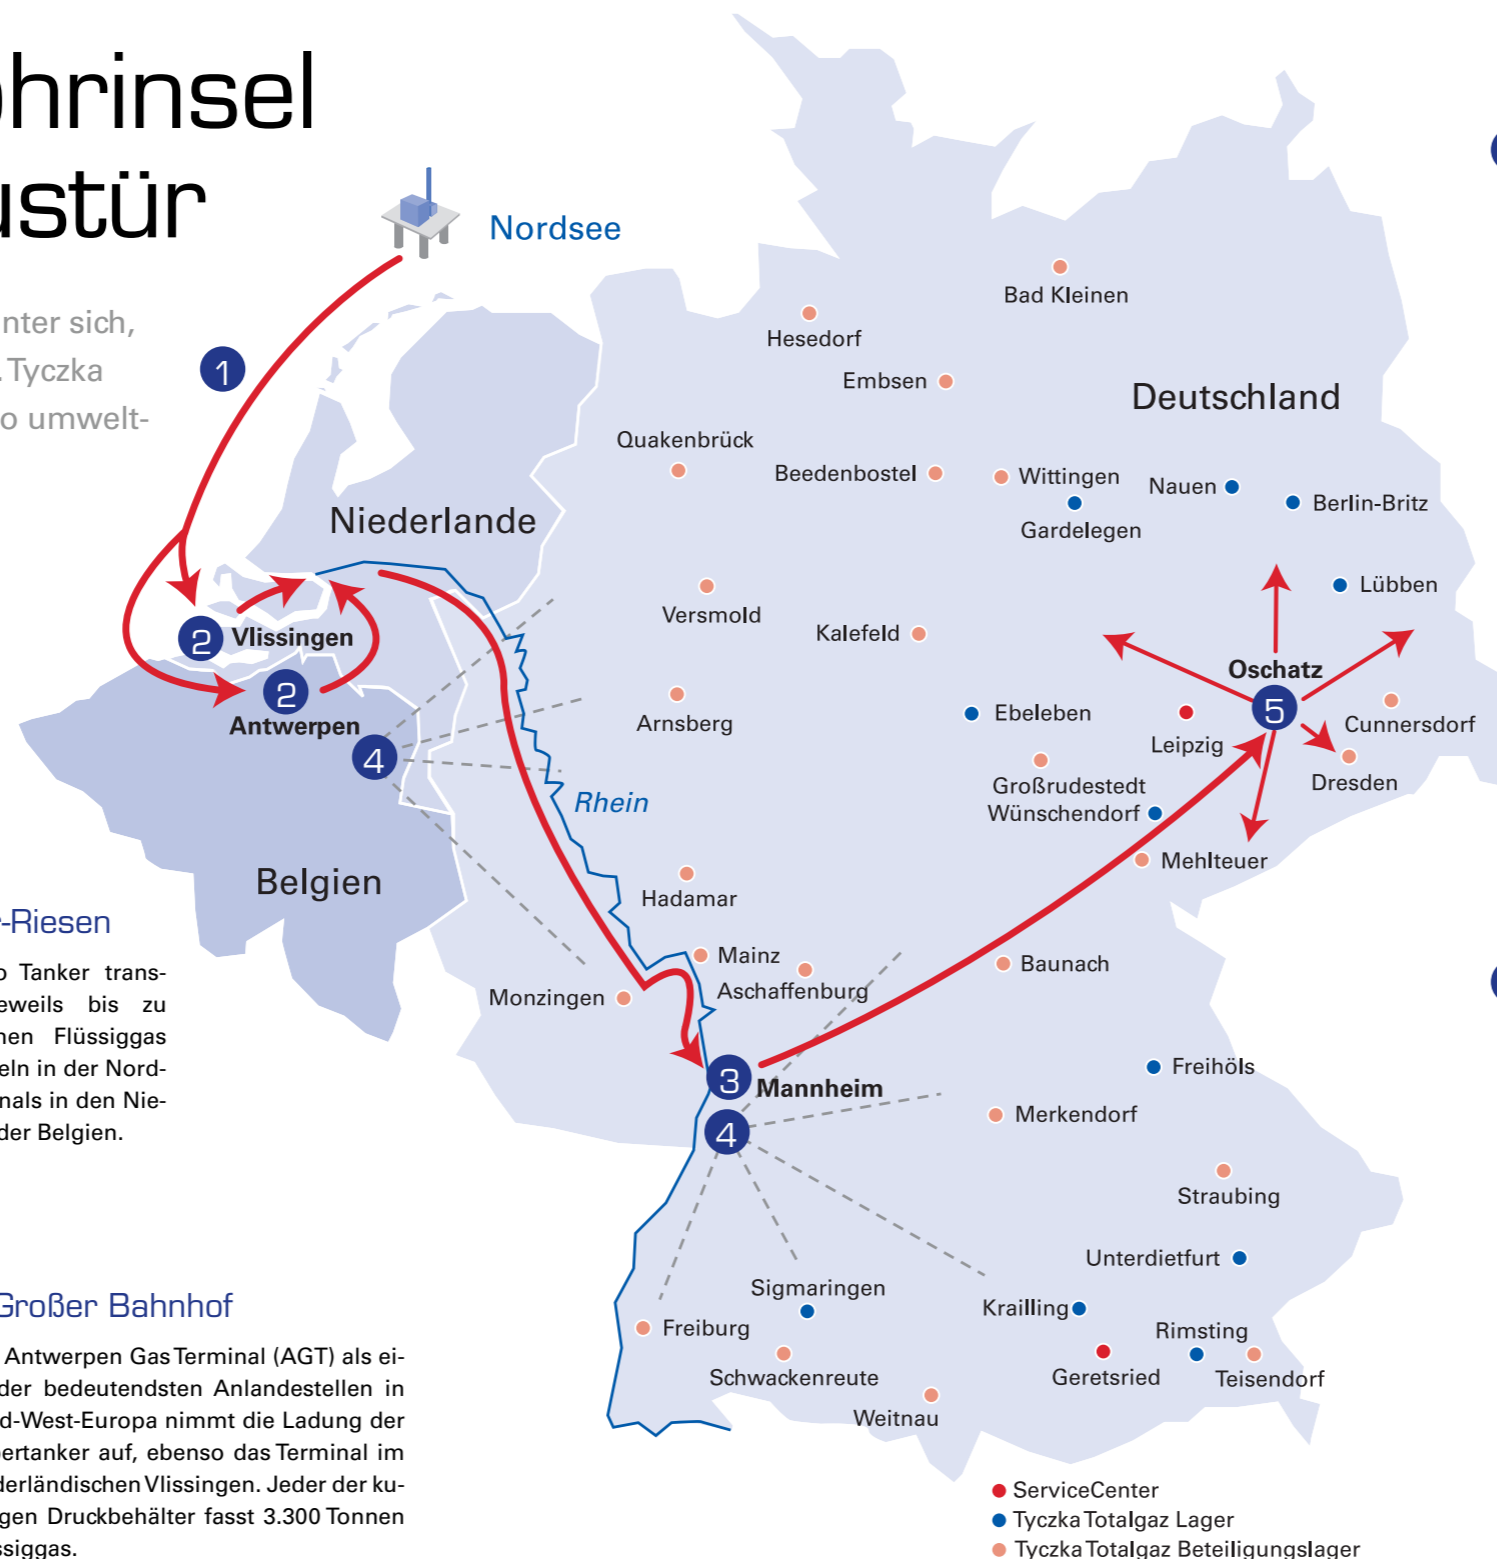 ohrinsel
ustür
nter sich,
. Tyczka
o umwelt-
Nordsee
1
Bad Kleinen
Hesedorf
Embsen
Deutschland
Quakenbrück
Beedenbostel
Wittingen
Nauen
Berlin-Britz
Gardelegen
Niederlande
Lübben
Versmold
Kalefeld
2
Vlissingen
Oschatz
5
2
Antwerpen
Arnsberg
Ebeleben
Leipzig
Cunnersdorf
4
Dresden
Großrudestedt
Wünschendorf
Rhein
Mehlteuer
Belgien
Hadamar
Mainz
Aschaffenburg
Baunach
Monzingen
r-Riesen
o Tanker trans-
eweils bis zu
nen Flüssiggas
eln in der Nord-
nals in den Nie-
der Belgien.
3
Mannheim
4
Freihöls
Merkendorf
Straubing
Unterdietfurt
Sigmaringen
Krailling
Rimsting
Freiburg
Schwackenreute
Geretsried
Teisendorf
Weitnau
Großer Bahnhof
Antwerpen Gas Terminal (AGT) als ei-
der bedeutendsten Anlandestellen in
d-West-Europa nimmt die Ladung der
pertanker auf, ebenso das Terminal im
derländischen Vlissingen. Jeder der ku-
gen Druckbehälter fasst 3.300 Tonnen
ssiggas.
ServiceCenter
Tyczka Totalgaz Lager
Tyczka Totalgaz Beteiligungslager